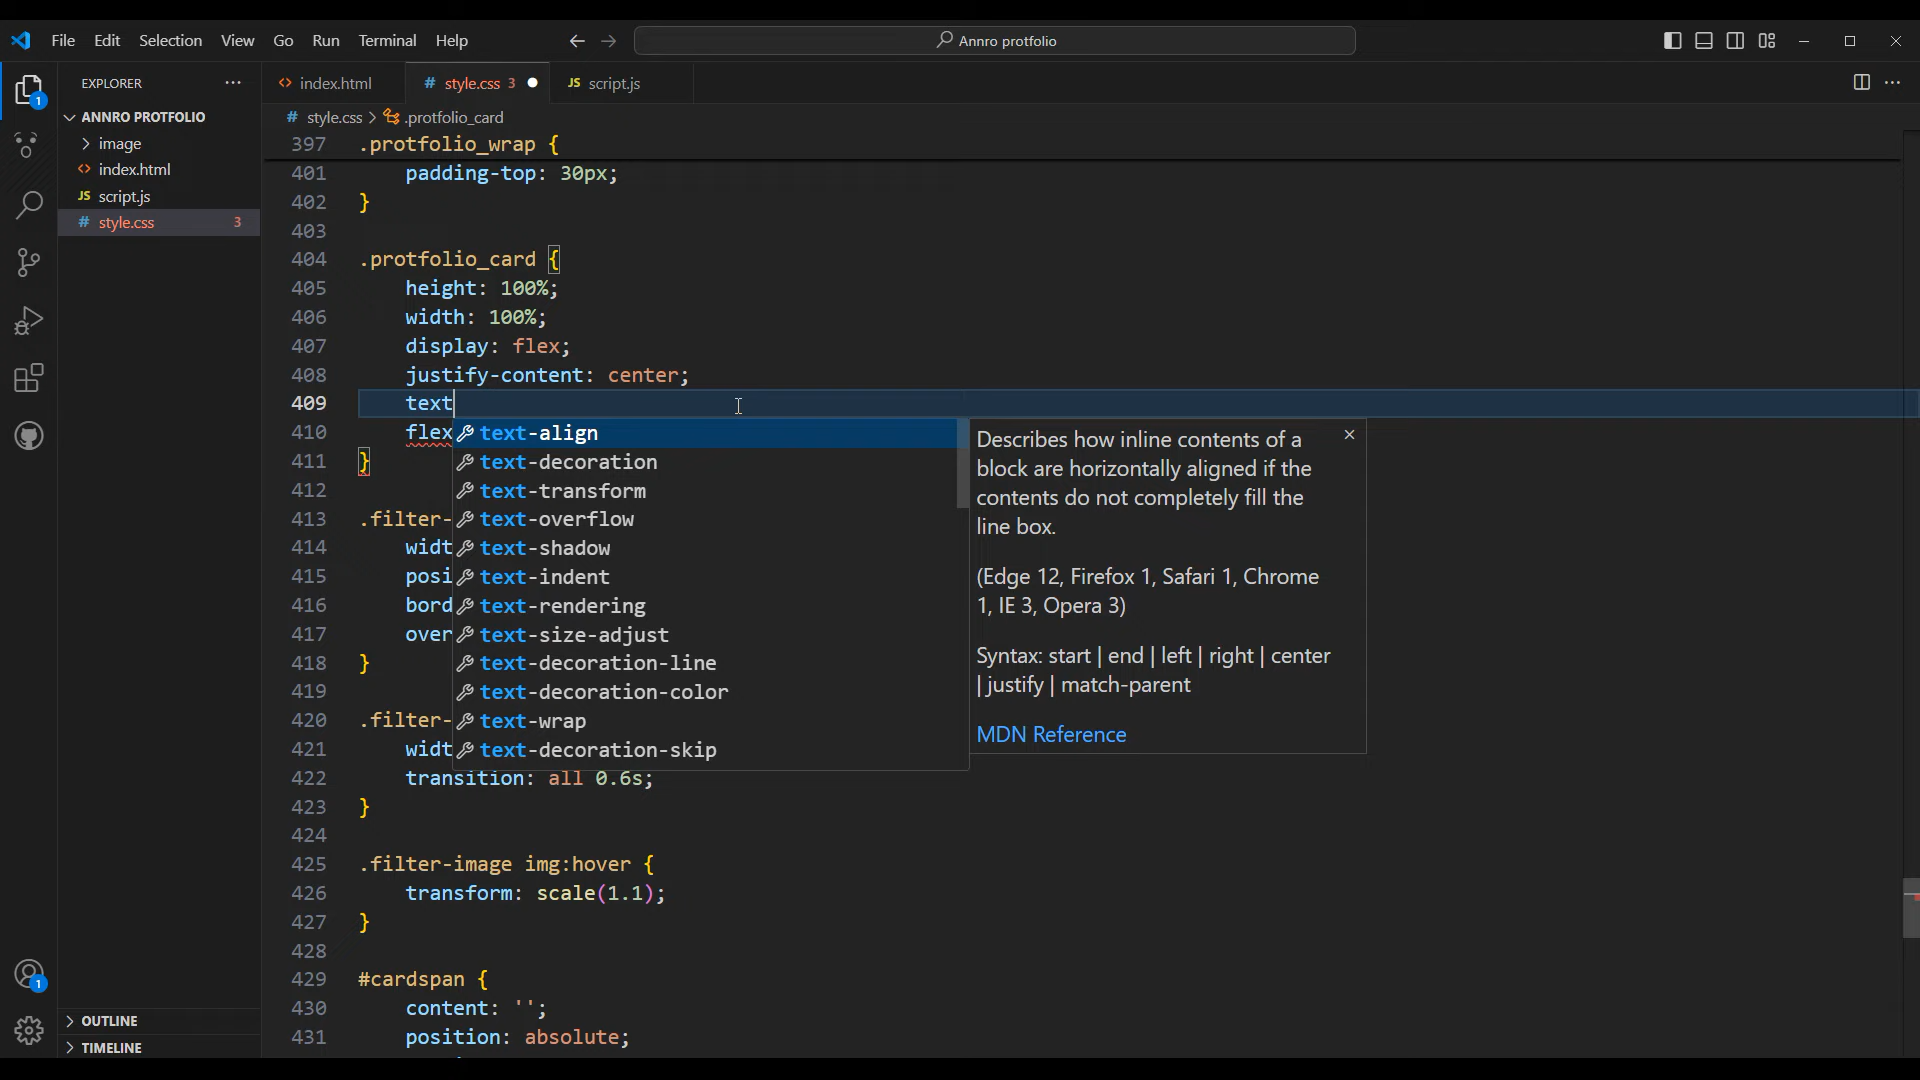 File Edit Selection View Go Run Terminal Help
Annro protfolio
EXPLORER
index.html
# style.css 3
JS script.js
ANNRO PROTFOLIO
image
index.html
JS script.js
# style.css 3
# style.css > .protfolio_card
397 .protfolio_wrap {
401 padding-top: 30px;
402 }
403
404 .protfolio_card {
405 height: 100%;
406 width: 100%;
407 display: flex;
408 justify-content: center;
409 text
410 flex
411 }
412
413 .filter-
414 widt
415 posi
416 bord
417 over
418 }
419
420 .filter-
421 widt
422 transition: all 0.6s;
423 }
424
425 .filter-image img:hover {
426 transform: scale(1.1);
427 }
428
429 #cardspan {
430 content: '';
431 position: absolute;
text-align
text-decoration
text-transform
text-overflow
text-shadow
text-indent
text-rendering
text-size-adjust
text-decoration-line
text-decoration-color
text-wrap
text-decoration-skip
Describes how inline contents of a
block are horizontally aligned if the
contents do not completely fill the
line box.
(Edge 12, Firefox 1, Safari 1, Chrome
1, IE 3, Opera 3)
Syntax: start | end | left | right | center
| justify | match-parent
MDN Reference
1
1
OUTLINE
TIMELINE